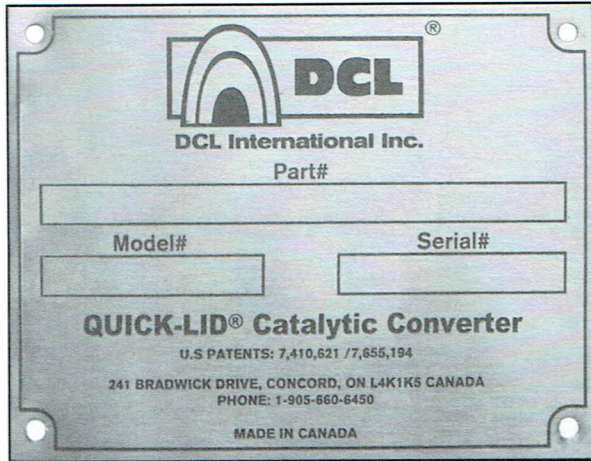 ®
DCL
DCL International Inc.
Part#
Model# Serial#
QUICK-LID® Catalytic Converter
U.S PATENTS: 7,410,621 /7,655,194
241 BRADWICK DRIVE, CONCORD, ON L4K1K5 CANADA
PHONE: 1-905-660-6450
MADE IN CANADA